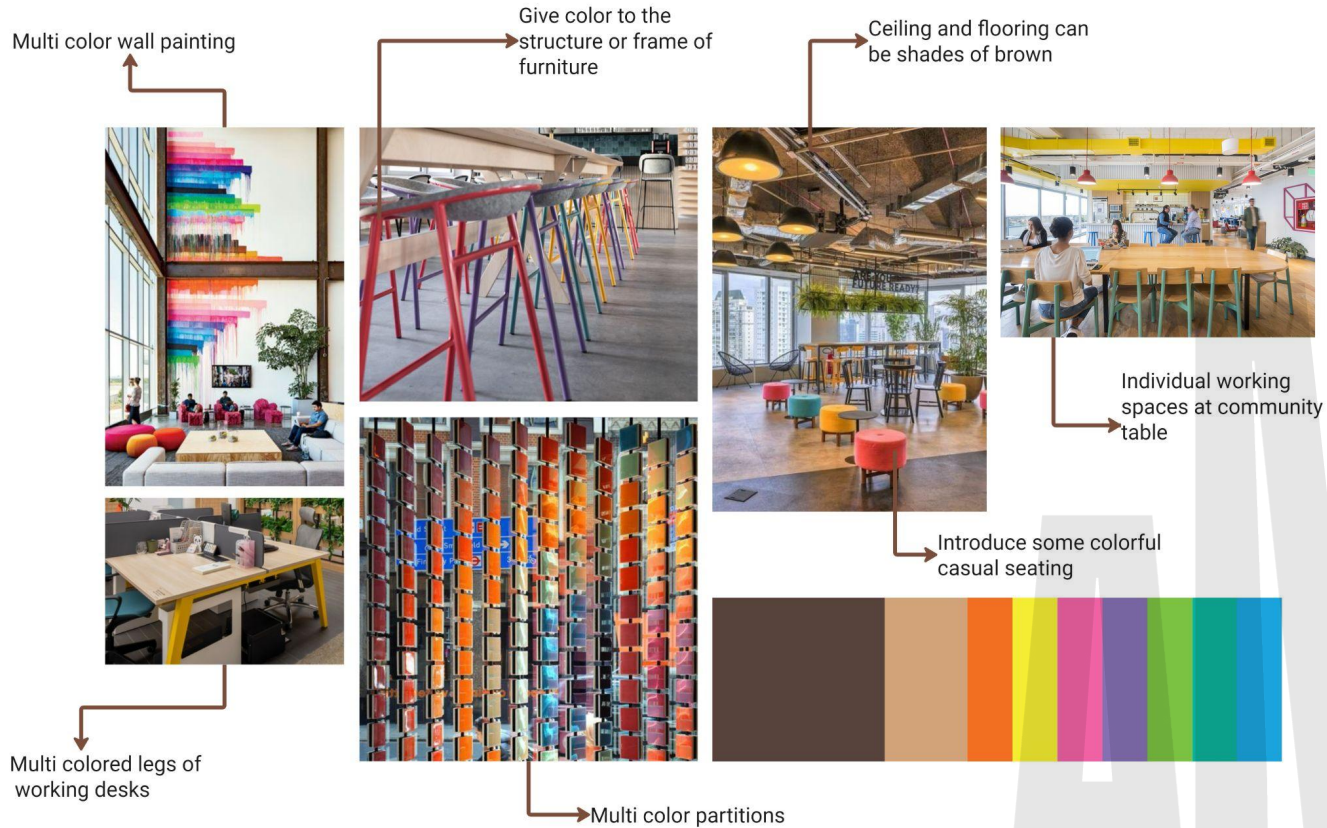 Multi color wall painting
Give color to the
structure or frame of
furniture
Ceiling and flooring can
be shades of brown
FUTURE READY?
Individual working
spaces at community
table
Introduce some colorful
casual seating
Multi colored legs of
working desks
Multi color partitions